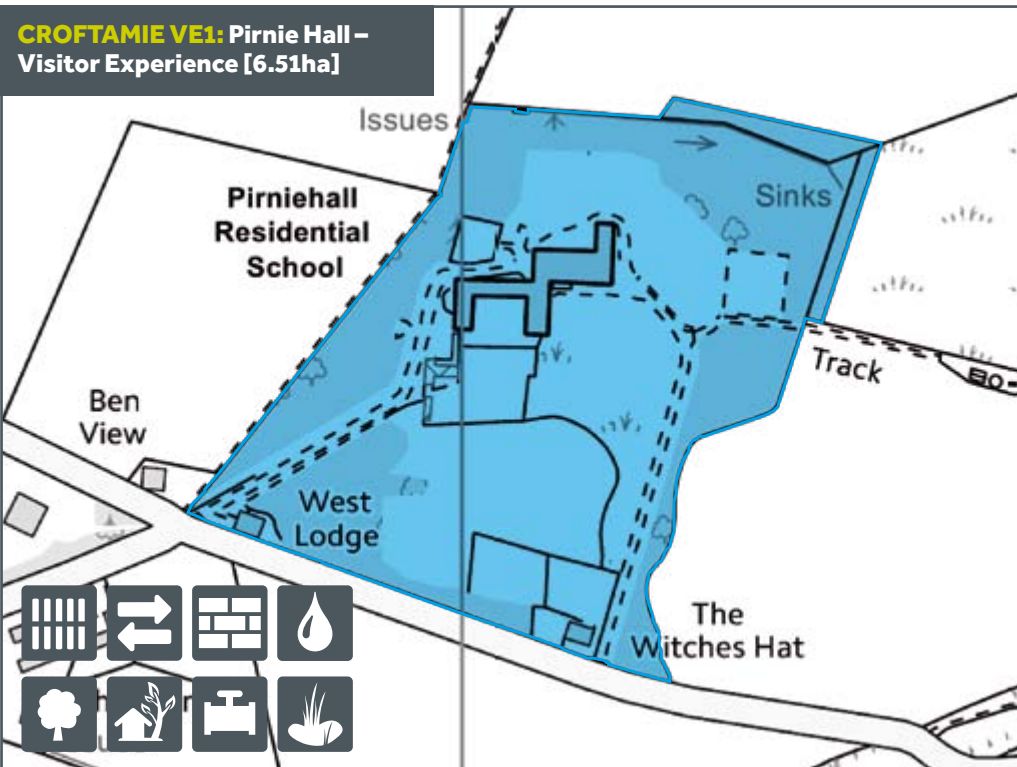 CROFTAMIE VE1: Pirnie Hall –
Visitor Experience [6.51ha]
Issues
Pirniehall
Residential
School
Sinks
Track
Ben
View
West
Lodge
The
Witches Hat